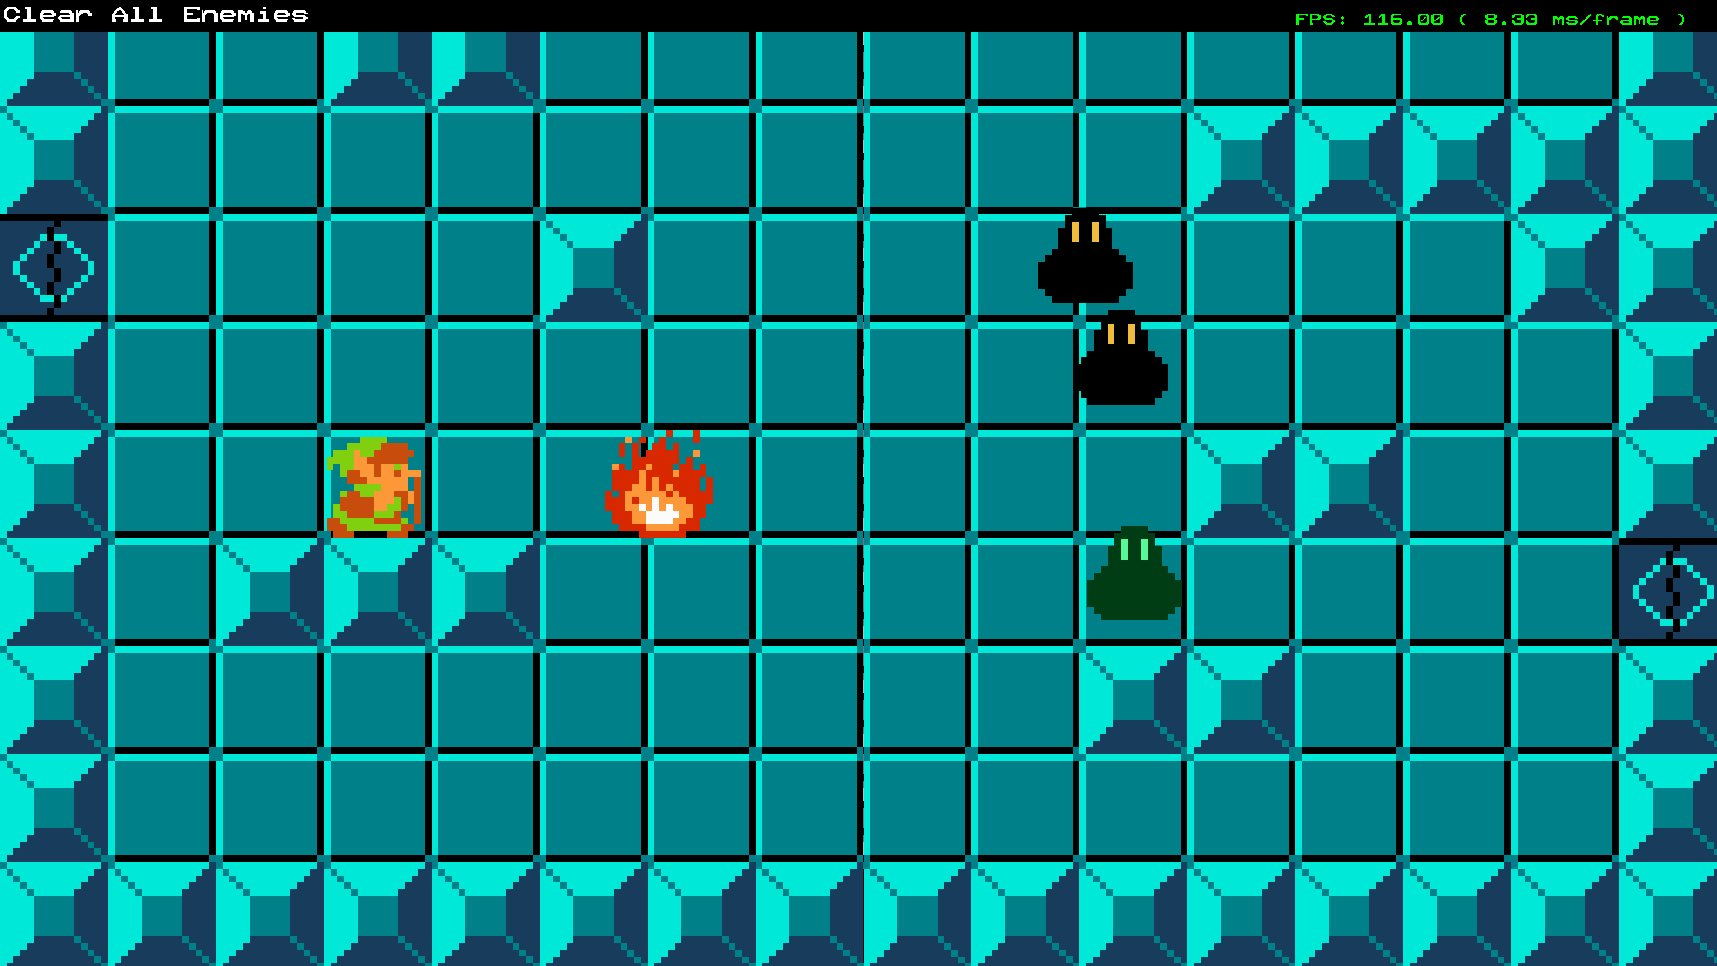 Clear All Enemies
FPS: 116.00 ( 8.33 ms/frame )